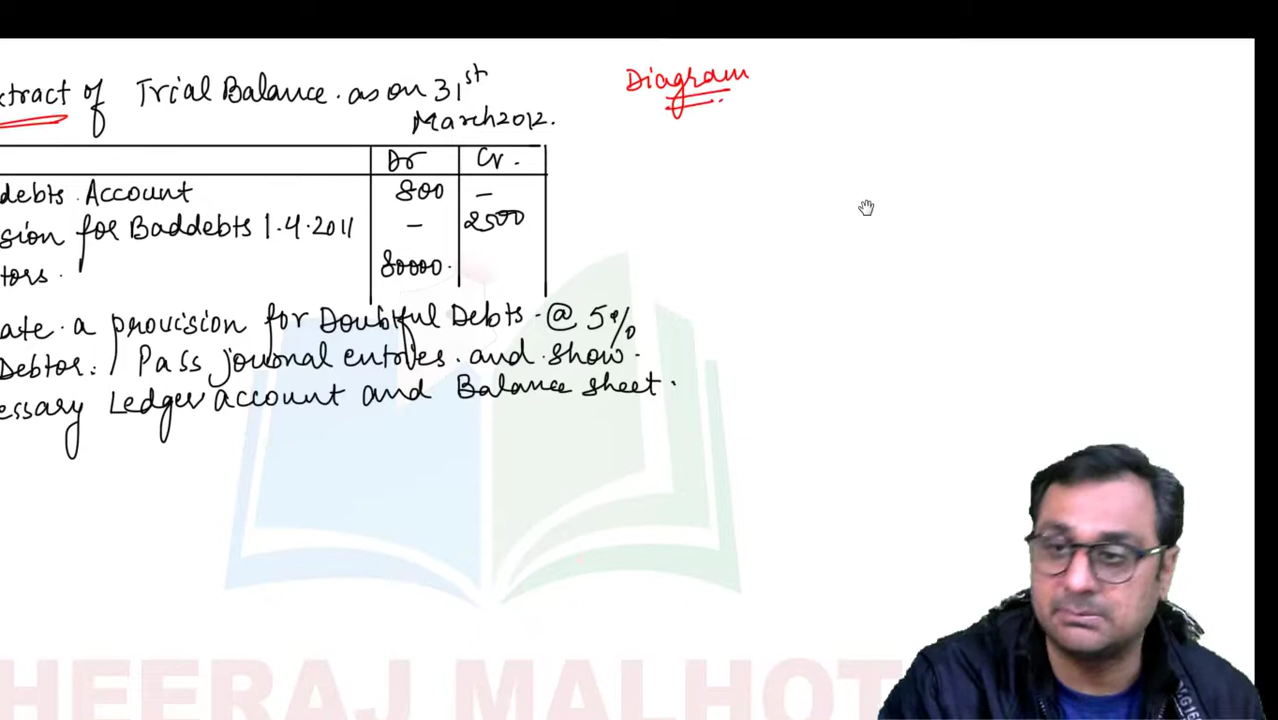 xtract of Trial Balance. as on 31st
March 2012.
Diagram
Dr Cr.
debts. Account 800 -
sion for Baddebts 1.4.2011 - 2500
tors. 80000.
ate. a provision for Doubtful Debts. @ 5%
Debtor. Pass journal entries. and show.
essary Ledger account and Balance sheet.
HEERAJ MALHOT